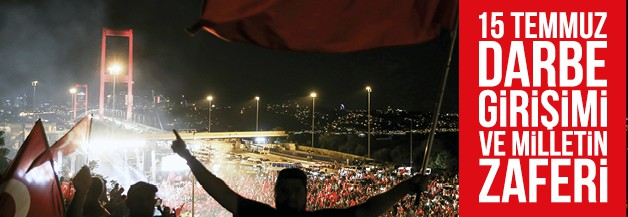 15 TEMMUZ
DARBE
GİRİŞİMİ
VE MİLLETİN
ZAFERİ